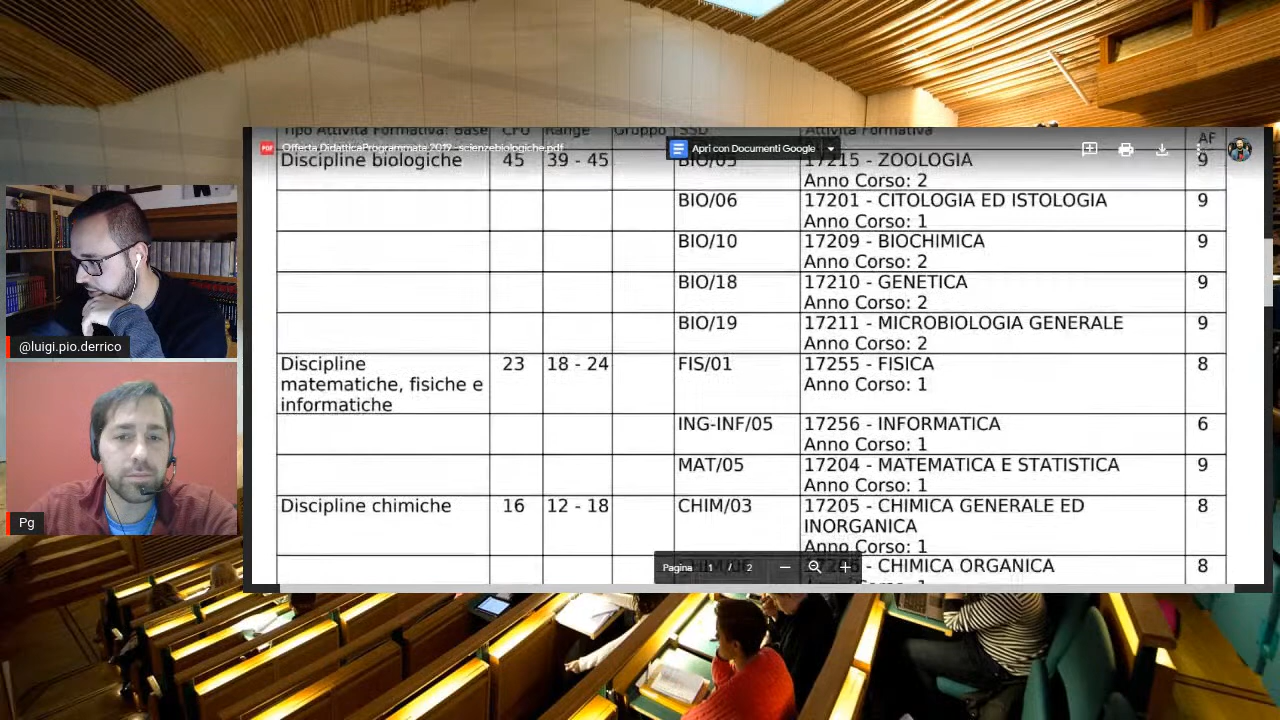 Tipo Attività Formativa: Base CFU Range Gruppo SSD Attività Formativa AF
PDF Offerta DidatticaProgrammata 2019-scienzebiologiche.pdf Apri con Documenti Google
Discipline biologiche 45 39 - 45 BIO/05 17215 - ZOOLOGIA 9
Anno Corso: 2
BIO/06 17201 - CITOLOGIA ED ISTOLOGIA 9
Anno Corso: 1
BIO/10 17209 - BIOCHIMICA 9
Anno Corso: 2
BIO/18 17210 - GENETICA 9
Anno Corso: 2
BIO/19 17211 - MICROBIOLOGIA GENERALE 9
Anno Corso: 2
Discipline 23 18 - 24 FIS/01 17255 - FISICA 8
matematiche, fisiche e Anno Corso: 1
informatiche
ING-INF/05 17256 - INFORMATICA 6
Anno Corso: 1
MAT/05 17204 - MATEMATICA E STATISTICA 9
Anno Corso: 1
Discipline chimiche 16 12 - 18 CHIM/03 17205 - CHIMICA GENERALE ED 8
INORGANICA
Anno Corso: 1
- CHIMICA ORGANICA 8
Pagina 1 / 2
@luigi.pio.derrico
Pg